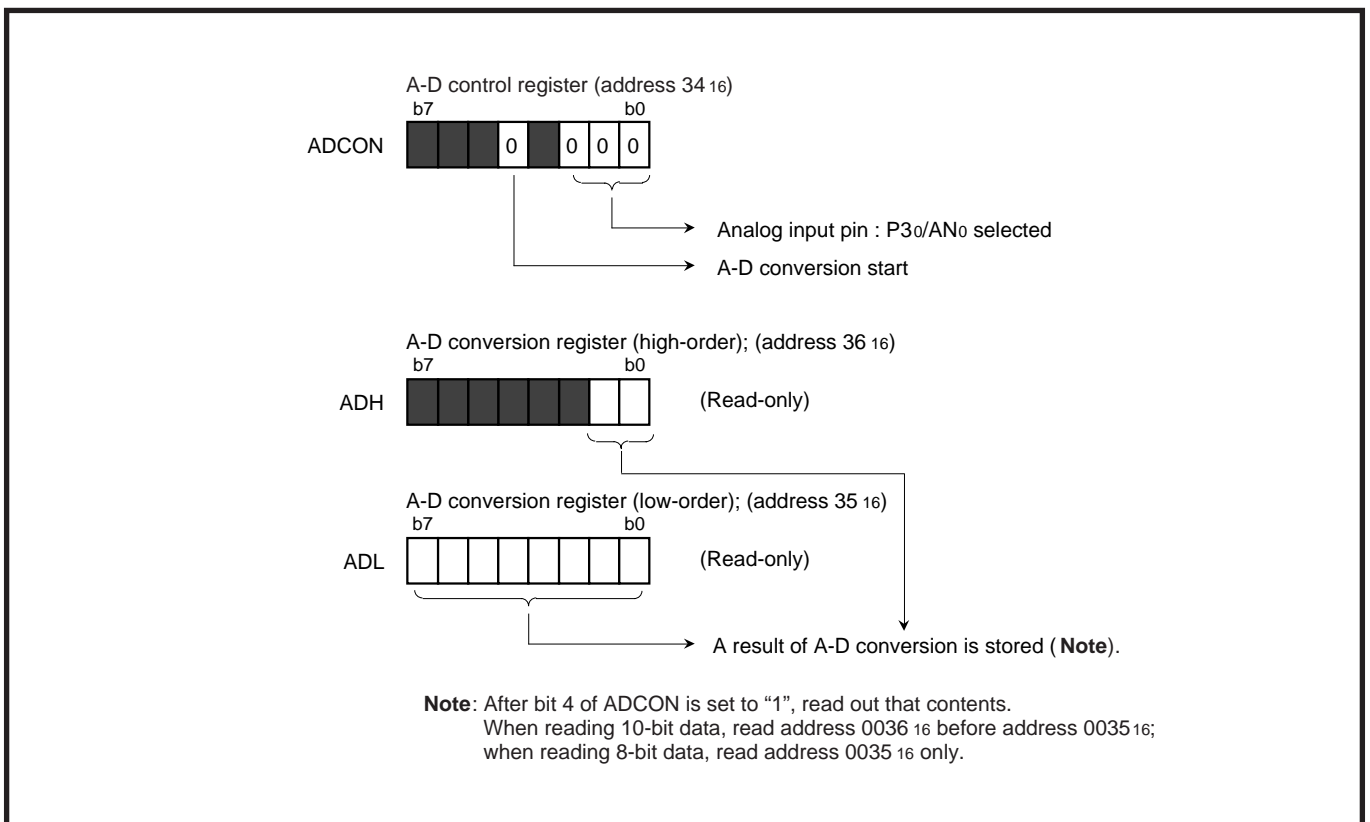 A-D control register (address 34 16)
b7 b0
ADCON 0 0 0 0
Analog input pin : P30/AN0 selected
A-D conversion start
A-D conversion register (high-order); (address 36 16)
b7 b0
ADH (Read-only)
A-D conversion register (low-order); (address 35 16)
b7 b0
ADL (Read-only)
A result of A-D conversion is stored ( Note).
Note: After bit 4 of ADCON is set to “1”, read out that contents.
When reading 10-bit data, read address 0036 16 before address 0035 16;
when reading 8-bit data, read address 0035 16 only.